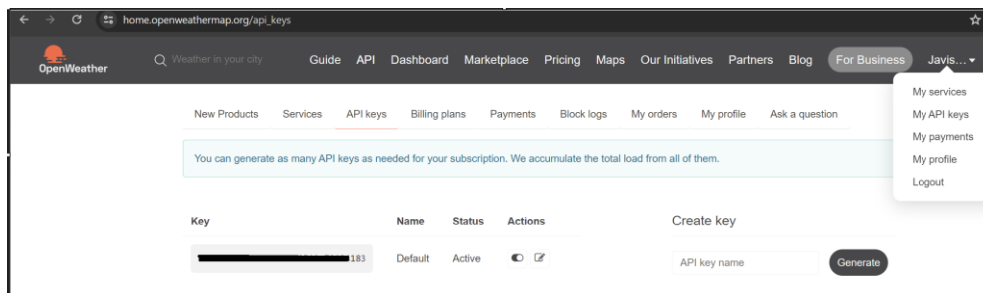 home.openweathermap.org/api_keys
OpenWeather
Weather in your city
Guide API Dashboard Marketplace Pricing Maps Our Initiatives Partners Blog For Business Javis...
My services
My API keys
My payments
My profile
Logout
New Products Services API keys Billing plans Payments Block logs My orders My profile Ask a question
You can generate as many API keys as needed for your subscription. We accumulate the total load from all of them.
Key Name Status Actions
183 Default Active
Create key
API key name Generate